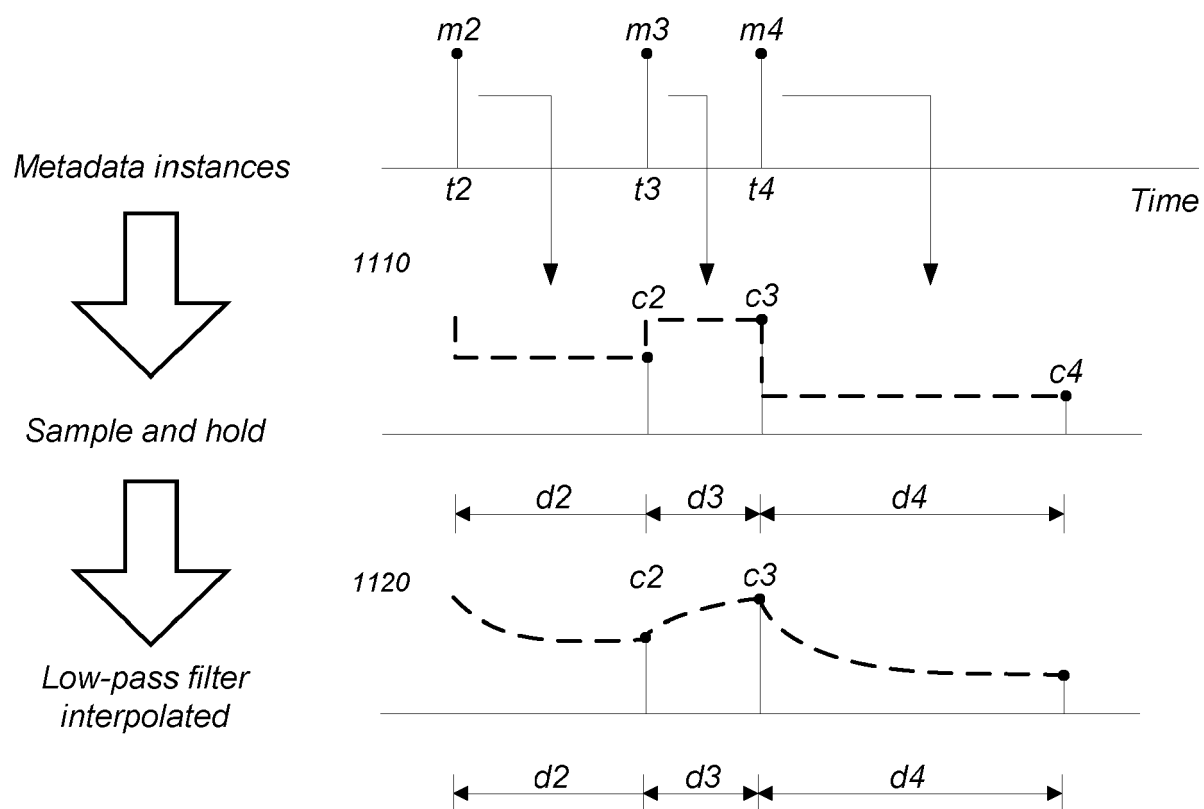 m2 m3 m4
Metadata instances
t2 t3 t4
Time
1110
c2 c3
c4
Sample and hold
d2 d3 d4
1120
c2 c3
Low-pass filter
interpolated
d2 d3 d4